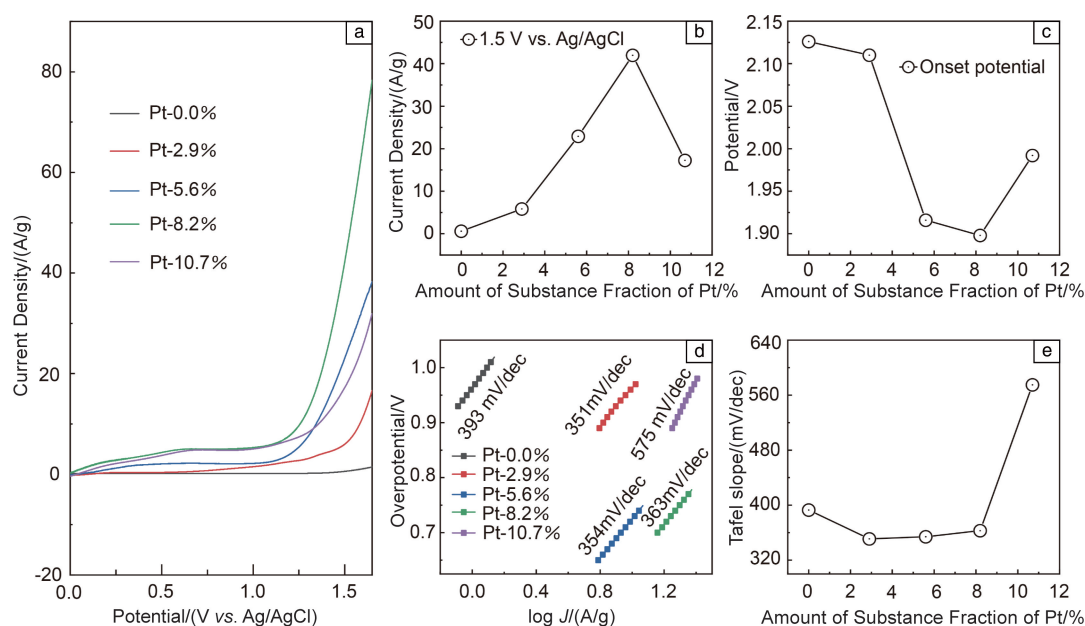 a
80
60
40
20
0
-20
Current Density/(A/g)
Pt-0.0%
Pt-2.9%
Pt-5.6%
Pt-8.2%
Pt-10.7%
0.0 0.5 1.0 1.5
Potential/(V vs. Ag/AgCl)
b
50
40
30
20
10
0
Current Density/(A/g)
1.5 V vs. Ag/AgCl
0 2 4 6 8 10 12
Amount of Substance Fraction of Pt/%
c
2.15
2.10
2.05
2.00
1.95
1.90
Potential/V
Onset potential
0 2 4 6 8 10 12
Amount of Substance Fraction of Pt/%
d
1.0
0.9
0.8
0.7
Overpotential/V
393 mV/dec
351mV/dec
575 mV/dec
354mV/dec
363mV/dec
Pt-0.0%
Pt-2.9%
Pt-5.6%
Pt-8.2%
Pt-10.7%
0.0 0.4 0.8 1.2
log J/(A/g)
e
640
560
480
400
320
Tafel slope/(mV/dec)
0 2 4 6 8 10 12
Amount of Substance Fraction of Pt/%